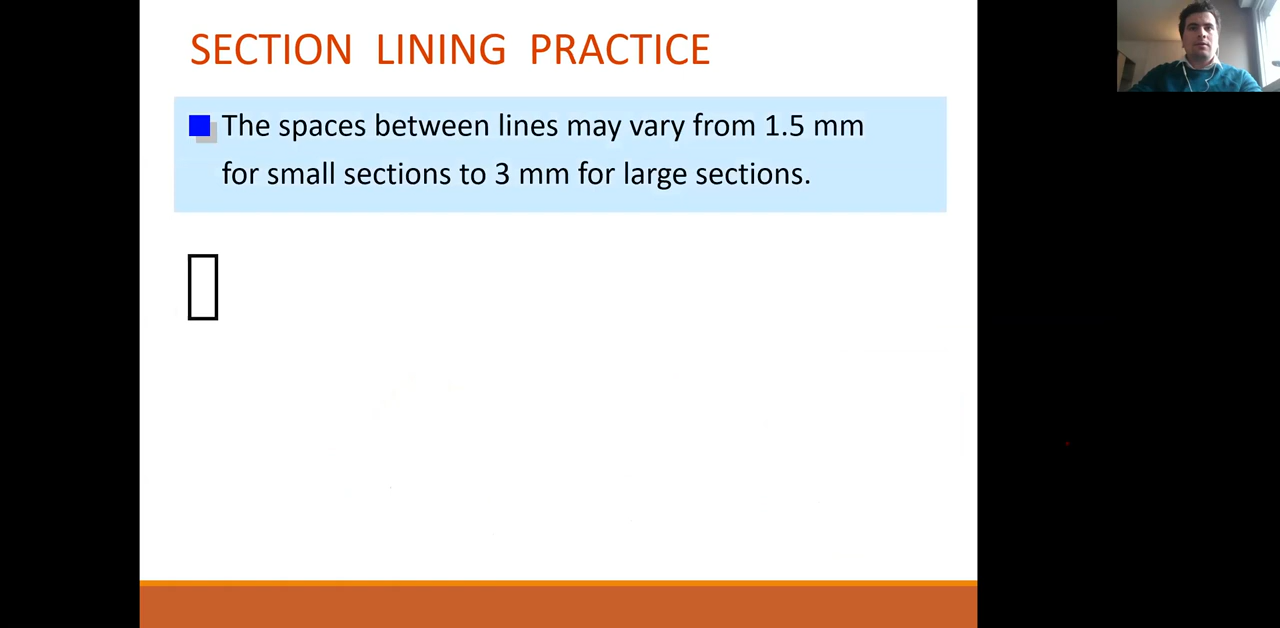 SECTION LINING PRACTICE
The spaces between lines may vary from 1.5 mm
for small sections to 3 mm for large sections.